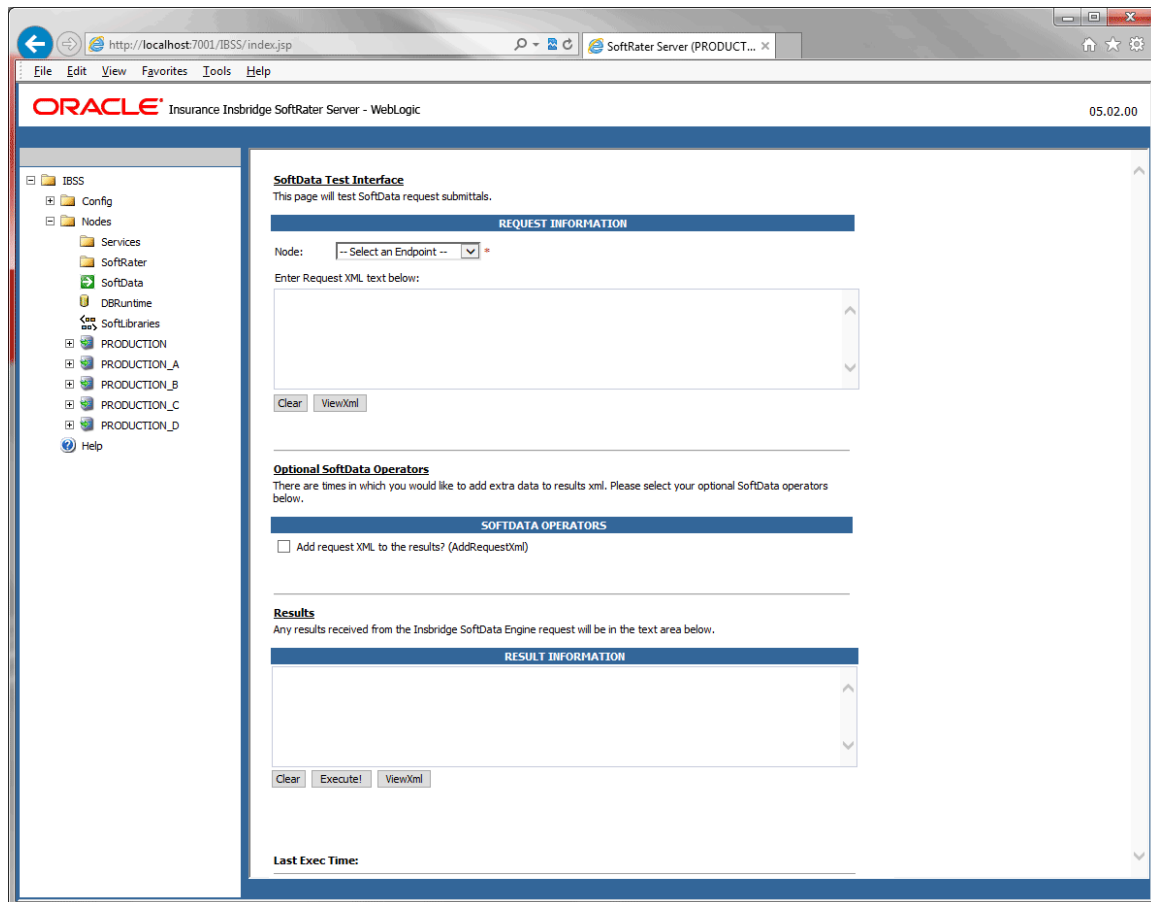 http://localhost:7001/IBSS/index.jsp
SoftRater Server (PRODUCT...
File Edit View Favorites Tools Help
ORACLE' Insurance Insbridge SoftRater Server - WebLogic
05.02.00
IBSS
Config
Nodes
Services
SoftRater
SoftData
DBRuntime
SoftLibraries
PRODUCTION
PRODUCTION_A
PRODUCTION_B
PRODUCTION_C
PRODUCTION_D
Help
SoftData Test Interface
This page will test SoftData request submittals.
REQUEST INFORMATION
Node: -- Select an Endpoint -- *
Enter Request XML text below:
Clear ViewXml
Optional SoftData Operators
There are times in which you would like to add extra data to results xml. Please select your optional SoftData operators
below.
SOFTDATA OPERATORS
Add request XML to the results? (AddRequestXml)
Results
Any results received from the Insbridge SoftData Engine request will be in the text area below.
RESULT INFORMATION
Clear Execute! ViewXml
Last Exec Time: